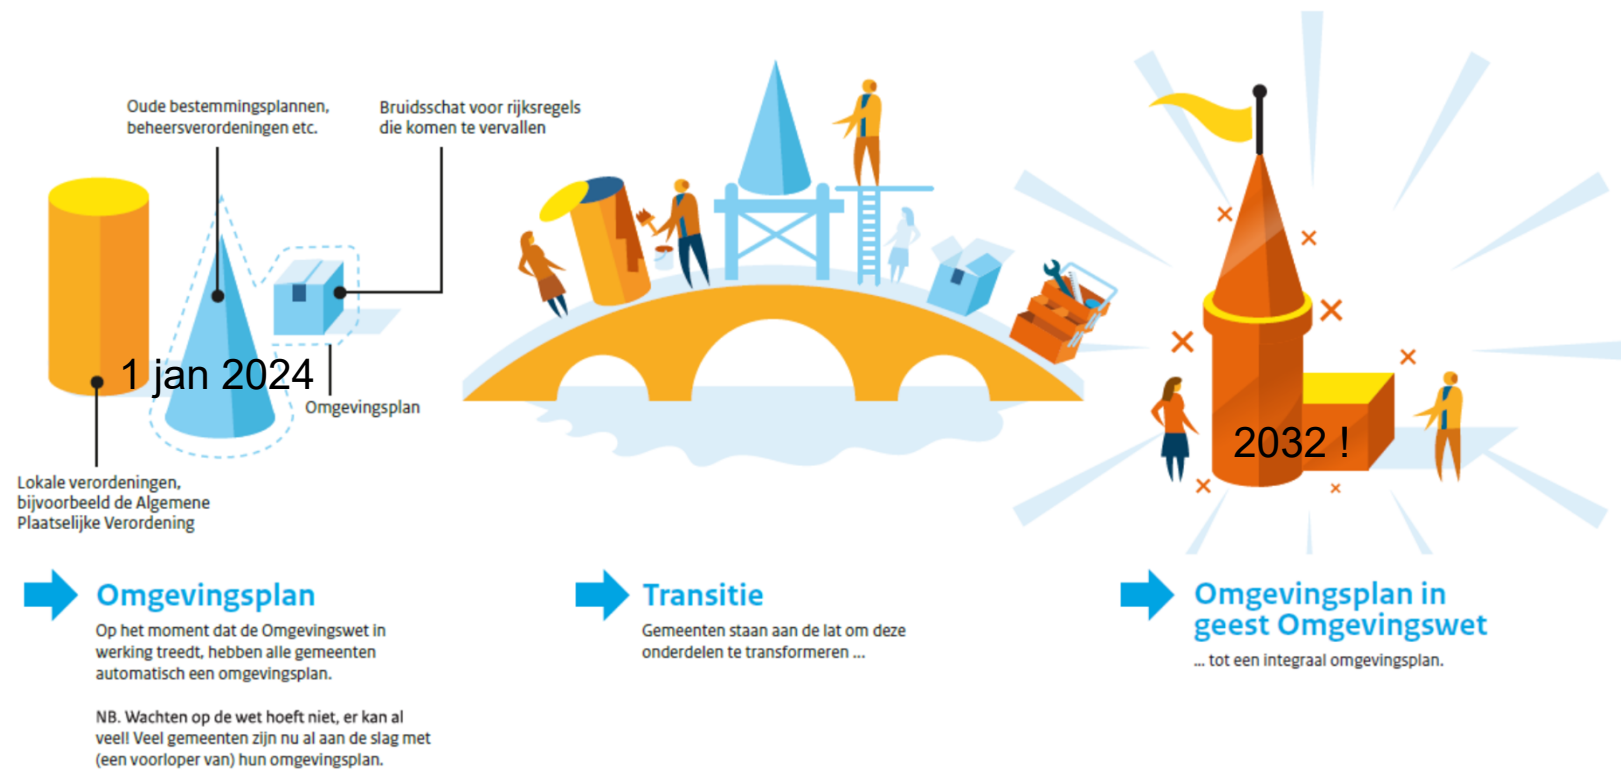 Oude bestemmingsplannen,
beheersverordeningen etc.
Bruidsschat voor rijksregels
die komen te vervallen
1 jan 2024
Omgevingsplan
Lokale verordeningen,
bijvoorbeeld de Algemene
Plaatselijke Verordening
2032 !
Omgevingsplan
Op het moment dat de Omgevingswet in
werking treedt, hebben alle gemeenten
automatisch een omgevingsplan.
NB. Wachten op de wet hoeft niet, er kan al
veel! Veel gemeenten zijn nu al aan de slag met
(een voorloper van) hun omgevingsplan.
Transitie
Gemeenten staan aan de lat om deze
onderdelen te transformeren ...
Omgevingsplan in
geest Omgevingswet
... tot een integraal omgevingsplan.